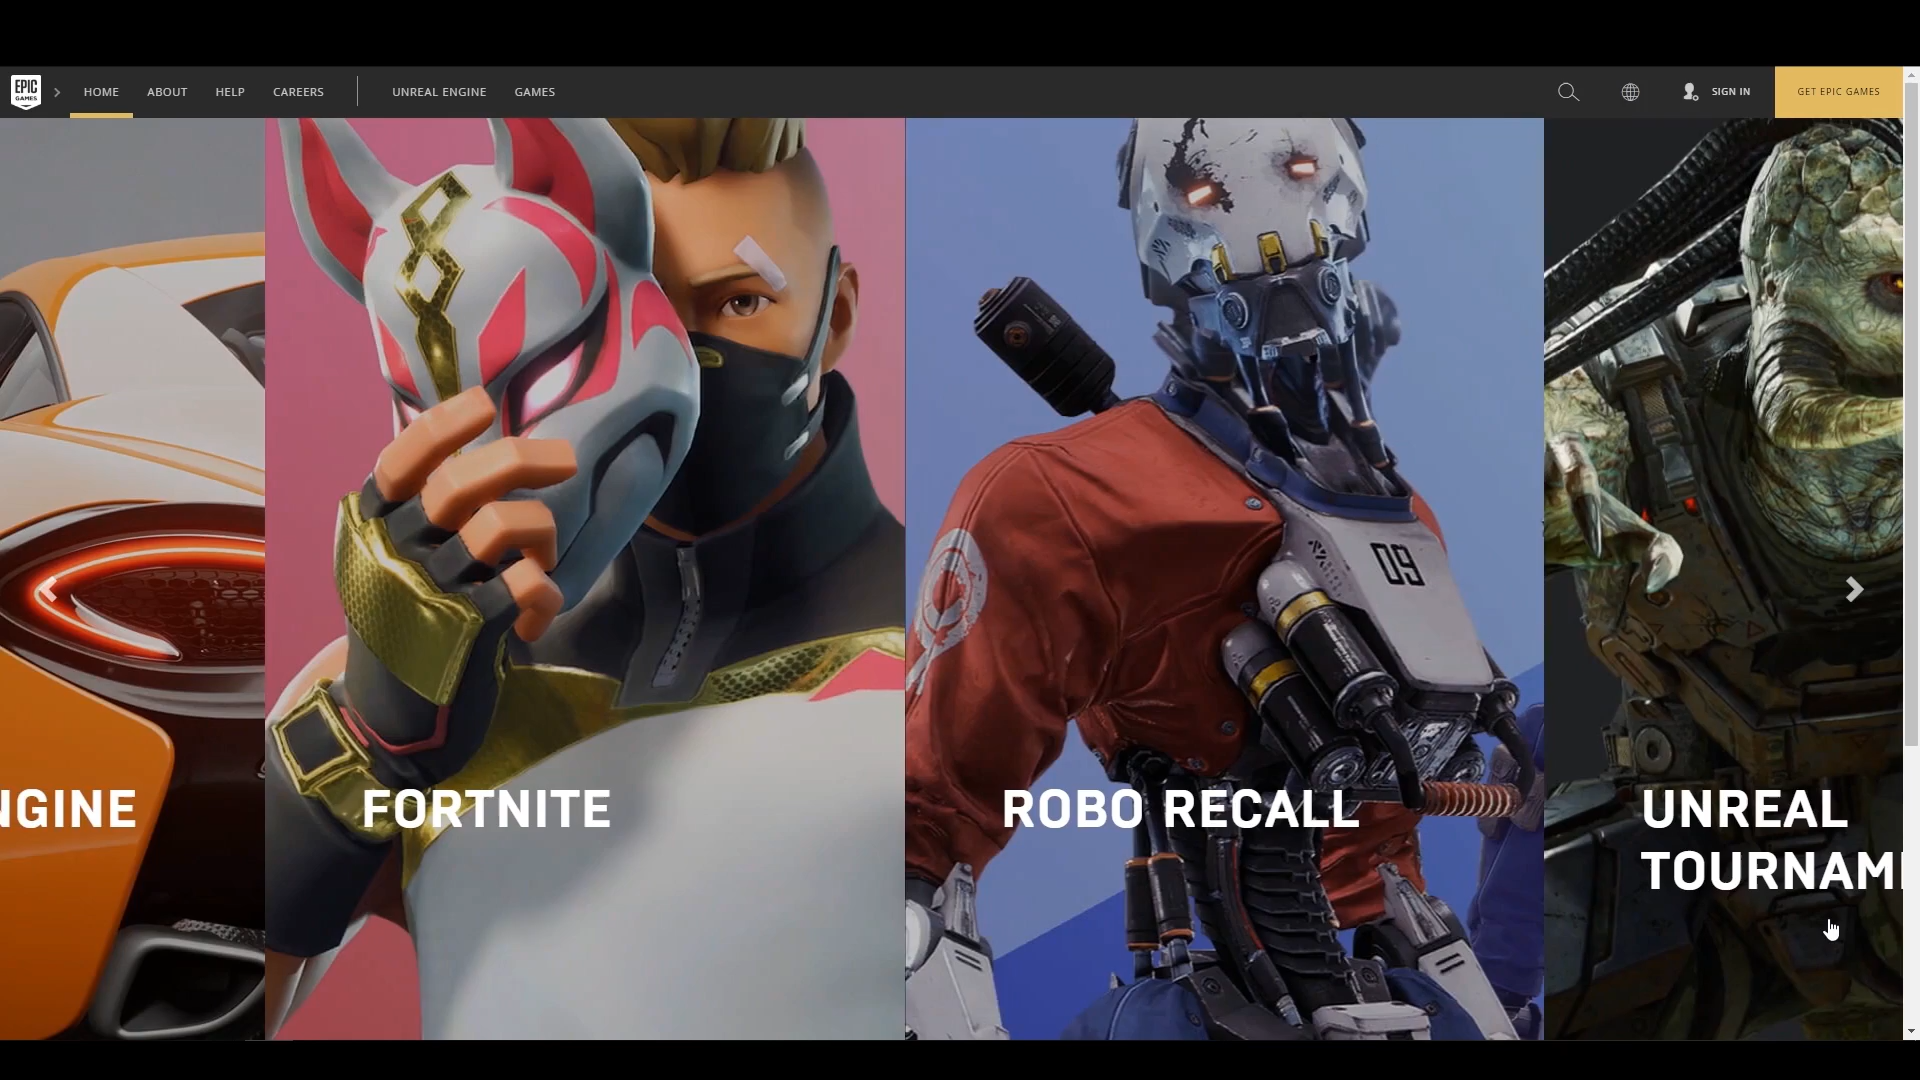 EPIC
GAMES
HOME
ABOUT
HELP
CAREERS
UNREAL ENGINE
GAMES
SIGN IN
GET EPIC GAMES
09
NGINE
FORTNITE
ROBO RECALL
UNREAL
TOURNAM